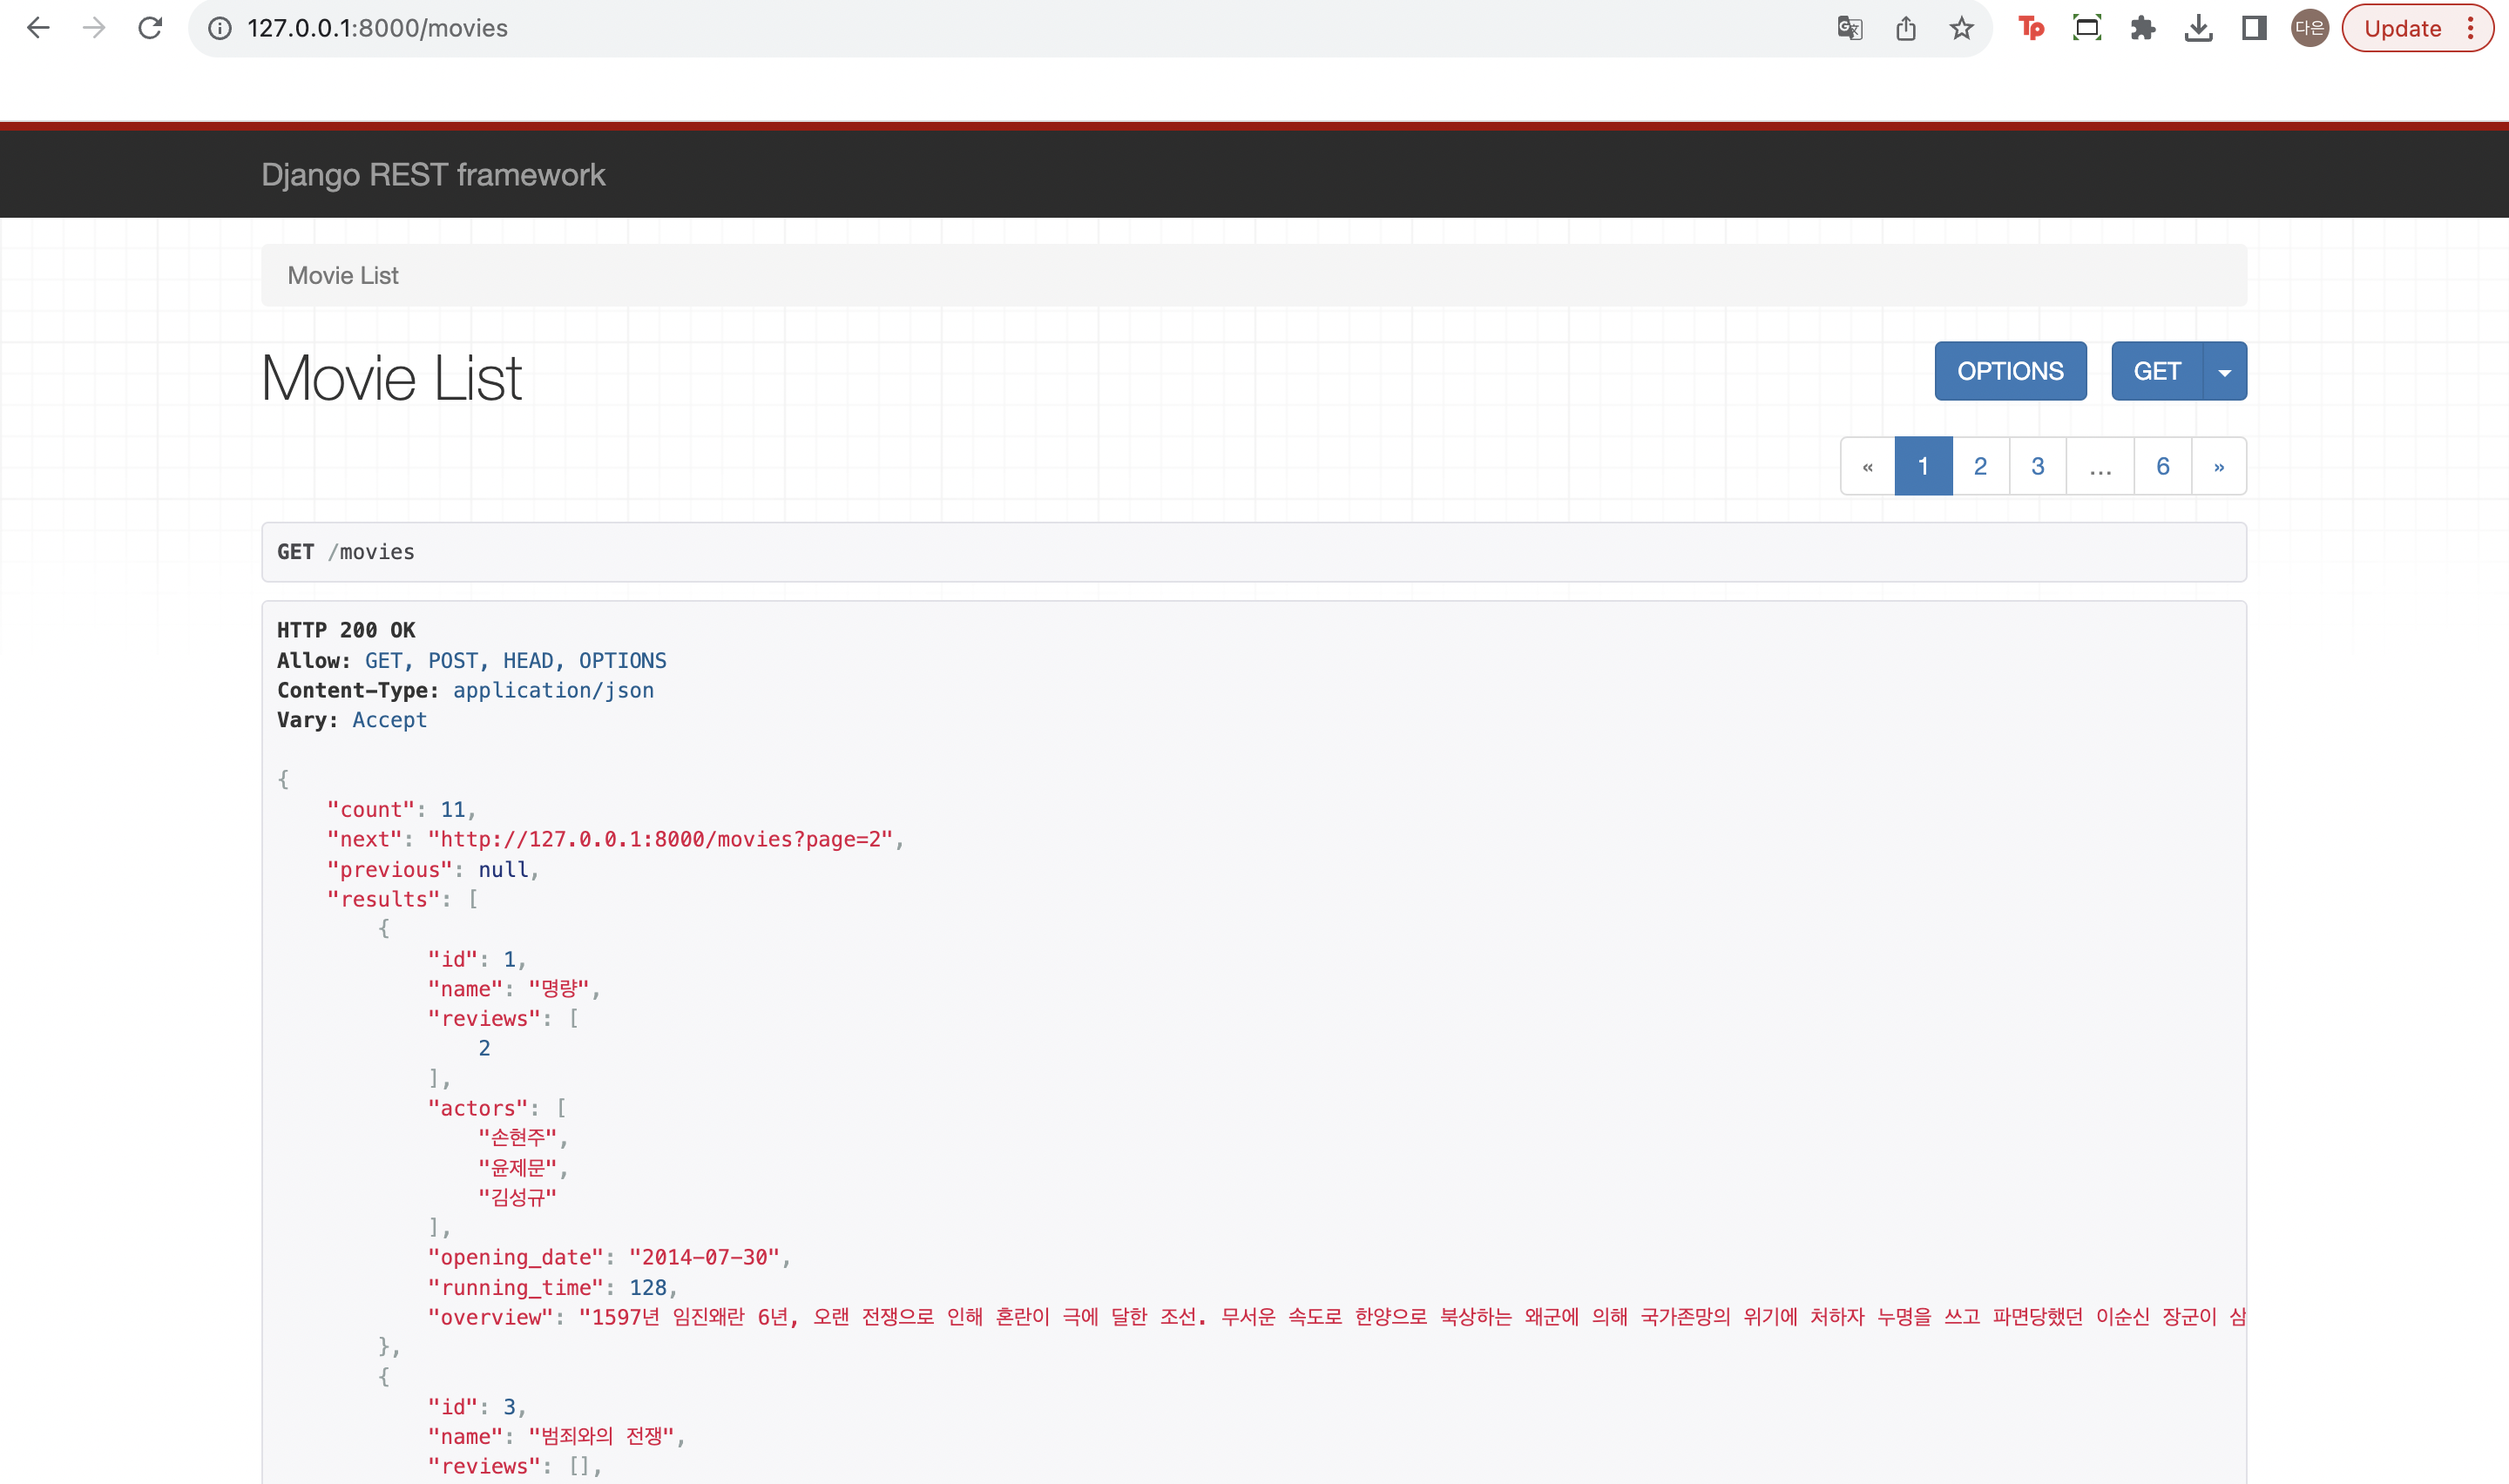 127.0.0.1:8000/movies
다은
Update
Django REST framework
Movie List
Movie List
OPTIONS
GET
« 1 2 3 … 6 »
GET /movies
HTTP 200 OK
Allow: GET, POST, HEAD, OPTIONS
Content-Type: application/json
Vary: Accept
{
"count": 11,
"next": "http://127.0.0.1:8000/movies?page=2",
"previous": null,
"results": [
{
"id": 1,
"name": "명량",
"reviews": [
2
],
"actors": [
"손현주",
"윤제문",
"김성규"
],
"opening_date": "2014-07-30",
"running_time": 128,
"overview": "1597년 임진왜란 6년, 오랜 전쟁으로 인해 혼란이 극에 달한 조선. 무서운 속도로 한양으로 북상하는 왜군에 의해 국가존망의 위기에 처하자 누명을 쓰고 파면당했던 이순신 장군이 삼
},
{
"id": 3,
"name": "범죄와의 전쟁",
"reviews": [],